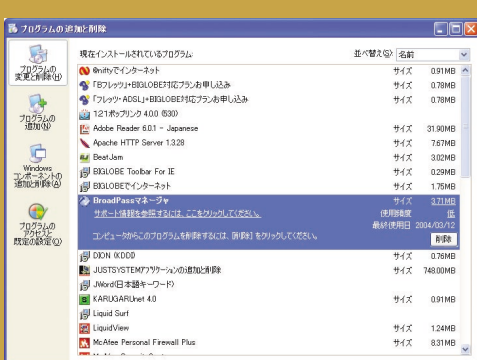 プログラムの追加と削除
プログラムの
変更と削除(H)
プログラムの
追加(N)
Windows
コンポーネントの
追加と削除(A)
プログラムの
アクセスと
既定の設定(O)
現在インストールされているプログラム:
並べ替え(S): 名前
@niftyでインターネット サイズ 0.91MB
「Bフレッツ」+BIGLOBE対応プランお申し込み サイズ 0.78MB
「フレッツ・ADSL」+BIGLOBE対応プランお申し込み サイズ 0.78MB
121ポップリンク 4.0.0 (530)
Adobe Reader 6.0.1 - Japanese サイズ 31.90MB
Apache HTTP Server 1.3.28 サイズ 7.67MB
BeatJam サイズ 3.02MB
BIGLOBE Toolbar For IE サイズ 0.29MB
BIGLOBEでインターネット サイズ 1.75MB
BroadPassマネージャ サイズ 3.71MB
サポート情報を参照するには、ここをクリックしてください。 使用頻度 低
最終使用日 2004/03/12
コンピュータからこのプログラムを削除するには、[削除] をクリックしてください。 削除
DION (KDDI) サイズ 0.76MB
JUSTSYSTEMアプリケーションの追加と削除 サイズ 748.00MB
JWord(日本語キーワード)
KARUGARUnet 4.0 サイズ 0.91MB
Liquid Surf
LiquidView サイズ 1.24MB
McAfee Personal Firewall Plus サイズ 8.31MB